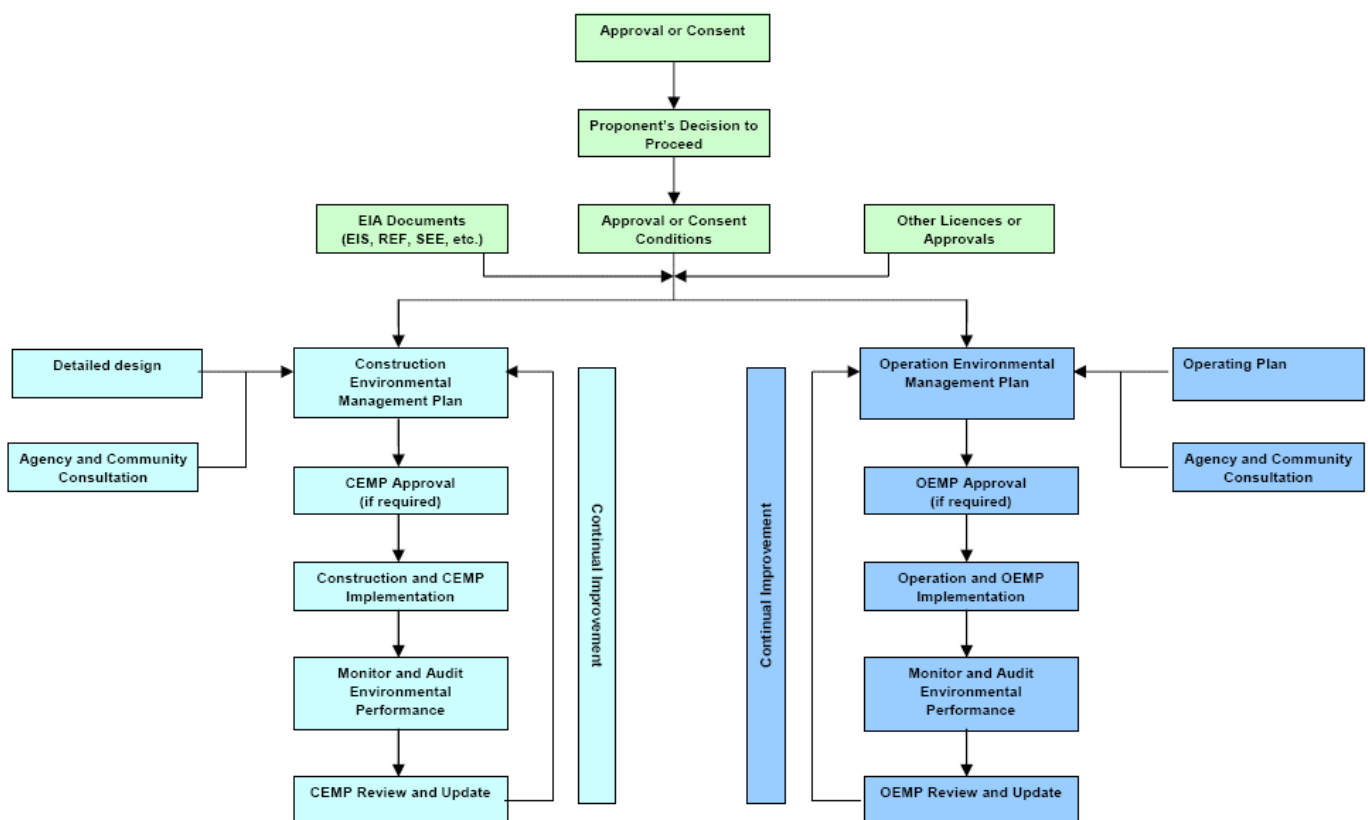 Approval or Consent
Proponent's Decision to
Proceed
EIA Documents
(EIS, REF, SEE, etc.)
Approval or Consent
Conditions
Other Licences or
Approvals
Detailed design
Agency and Community
Consultation
Construction
Environmental
Management Plan
CEMP Approval
(if required)
Construction and CEMP
Implementation
Monitor and Audit
Environmental
Performance
CEMP Review and Update
Continual Improvement
Continual Improvement
Operation Environmental
Management Plan
OEMP Approval
(if required)
Operation and OEMP
Implementation
Monitor and Audit
Environmental
Performance
OEMP Review and Update
Operating Plan
Agency and Community
Consultation